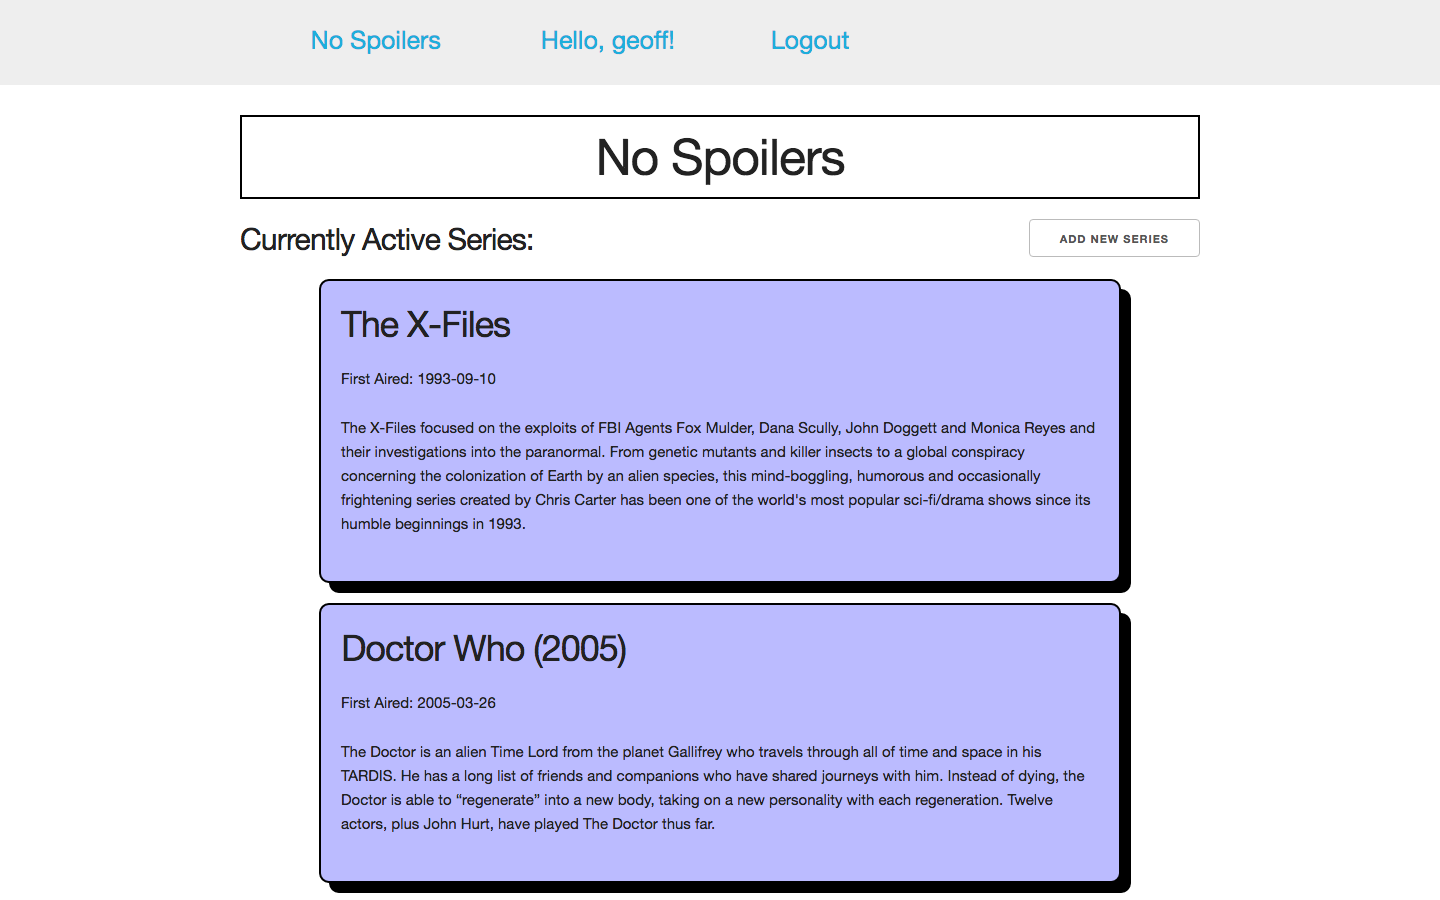 No Spoilers
Hello, geoff!
Logout
No Spoilers
Currently Active Series:
ADD NEW SERIES
The X-Files
First Aired: 1993-09-10
The X-Files focused on the exploits of FBI Agents Fox Mulder, Dana Scully, John Doggett and Monica Reyes and
their investigations into the paranormal. From genetic mutants and killer insects to a global conspiracy
concerning the colonization of Earth by an alien species, this mind-boggling, humorous and occasionally
frightening series created by Chris Carter has been one of the world's most popular sci-fi/drama shows since its
humble beginnings in 1993.
Doctor Who (2005)
First Aired: 2005-03-26
The Doctor is an alien Time Lord from the planet Gallifrey who travels through all of time and space in his
TARDIS. He has a long list of friends and companions who have shared journeys with him. Instead of dying, the
Doctor is able to “regenerate” into a new body, taking on a new personality with each regeneration. Twelve
actors, plus John Hurt, have played The Doctor thus far.